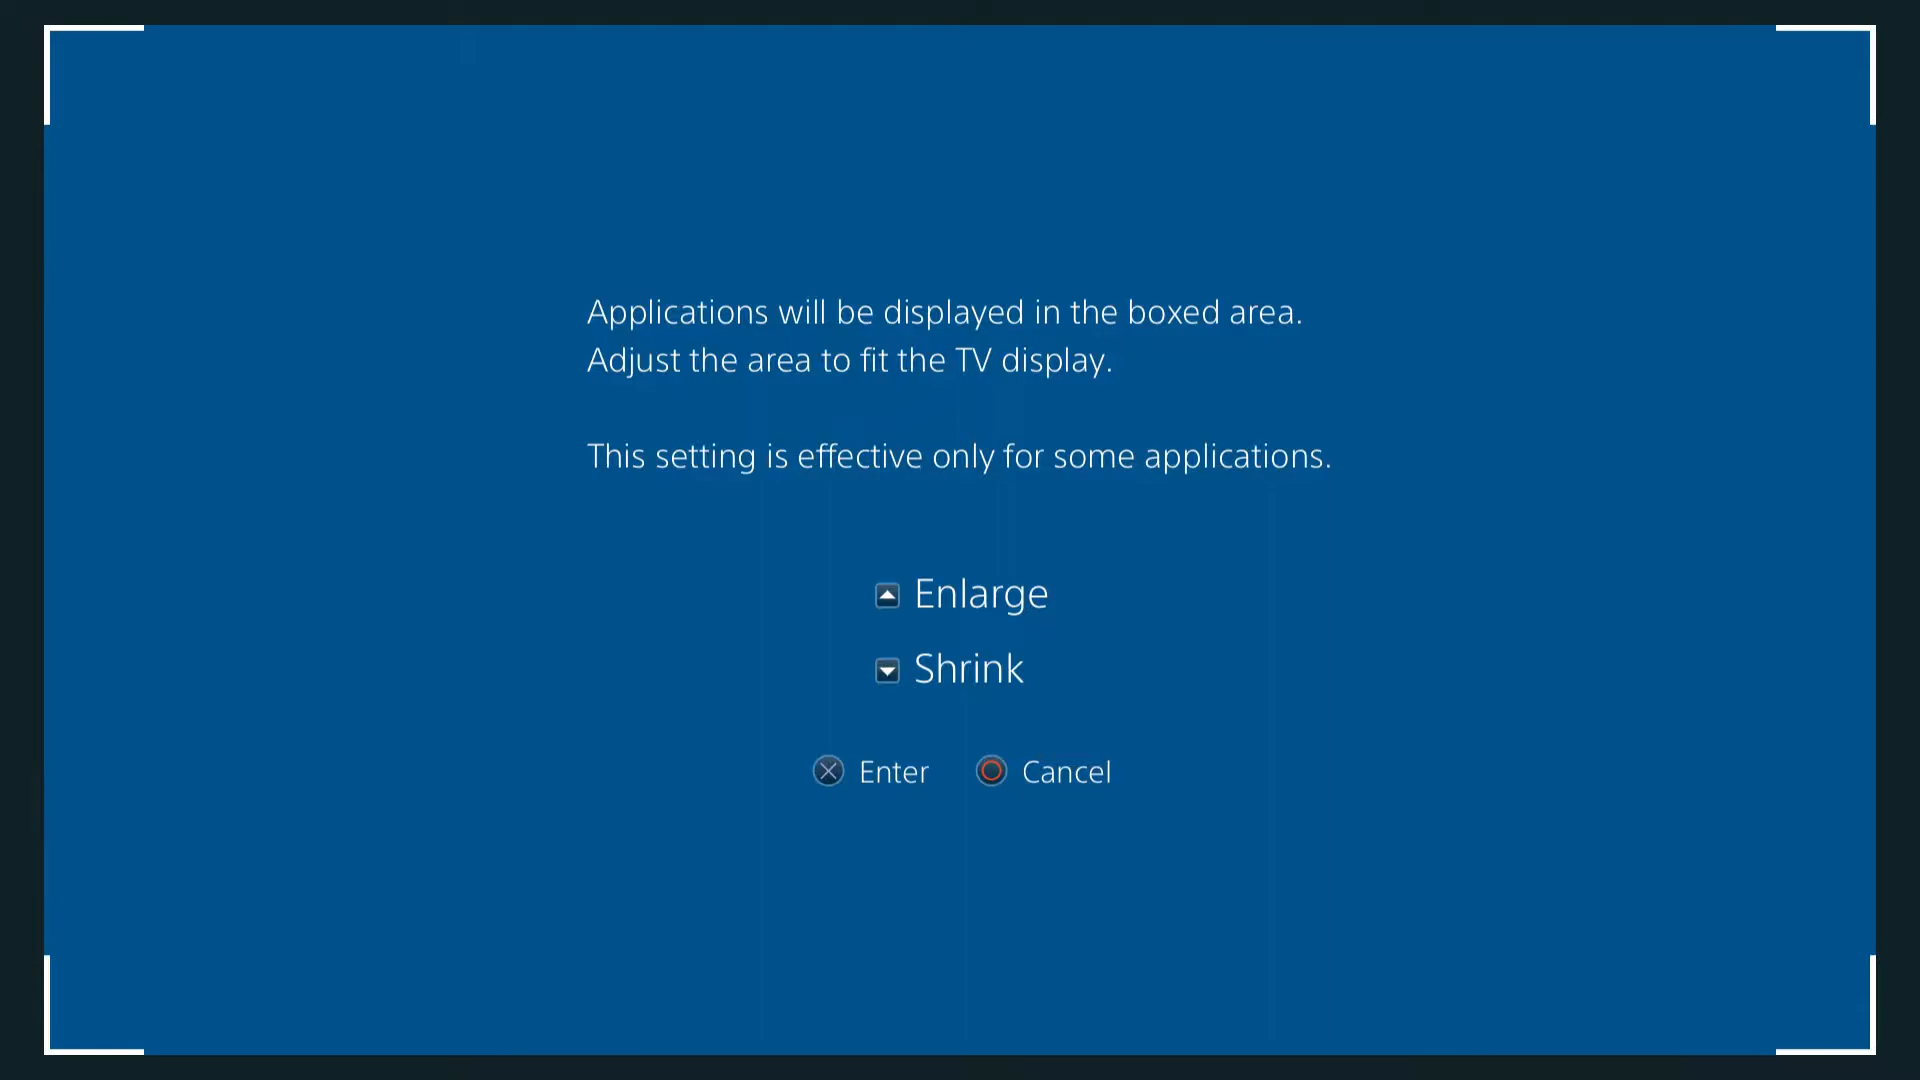 Applications will be displayed in the boxed area.
Adjust the area to fit the TV display.
This setting is effective only for some applications.
Enlarge
Shrink
Enter Cancel